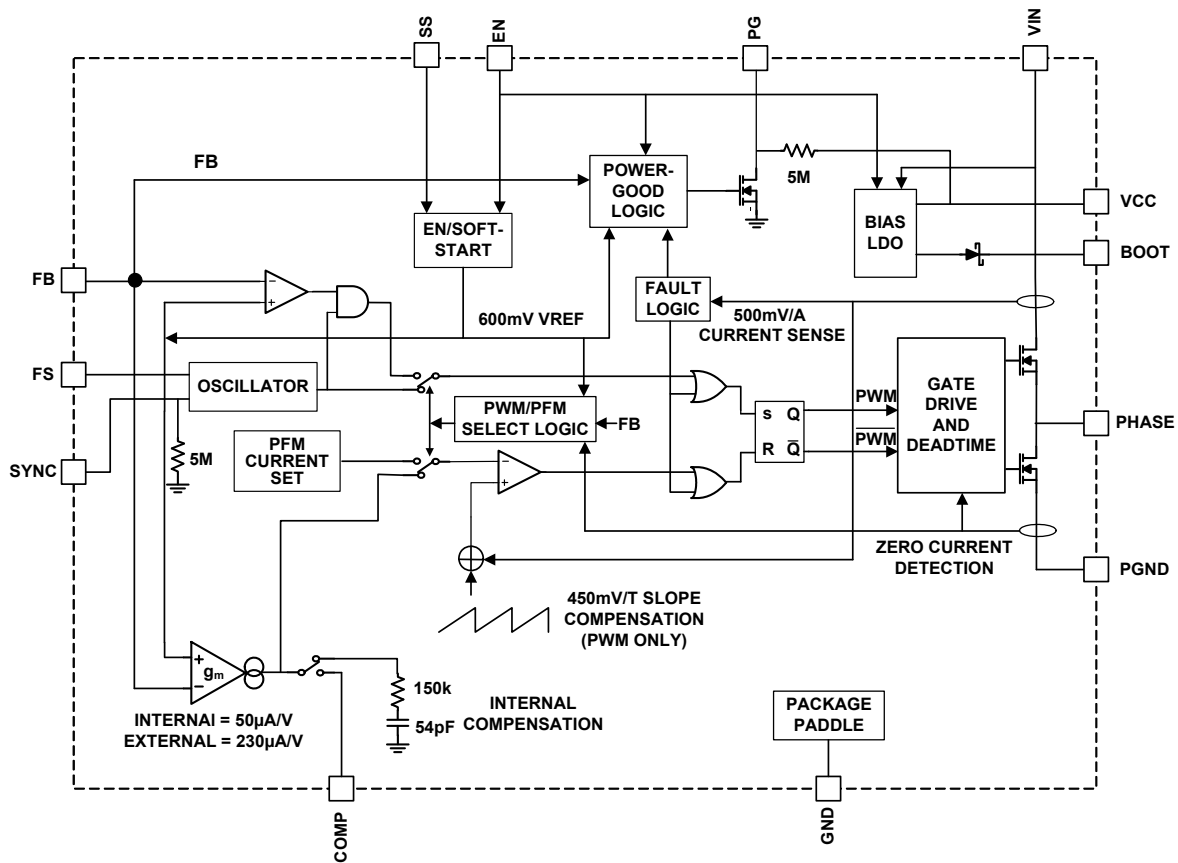 SS
EN
PG
VIN
FB
POWER-
GOOD
LOGIC
5M
BIAS
LDO
VCC
EN/SOFT-
START
BOOT
FB
−
+
FAULT
LOGIC
600mV VREF
500mV/A
CURRENT SENSE
FS
OSCILLATOR
GATE
DRIVE
AND
DEADTIME
PWM/PFM
SELECT LOGIC
FB
S Q
R Q̅
PWM
P̅W̅M̅
PHASE
SYNC
5M
PFM
CURRENT
SET
−
+
ZERO CURRENT
DETECTION
PGND
450mV/T SLOPE
COMPENSATION
(PWM ONLY)
+
gm
−
150k
54pF
INTERNAL
COMPENSATION
INTERNAl = 50µA/V
EXTERNAL = 230µA/V
PACKAGE
PADDLE
COMP
GND